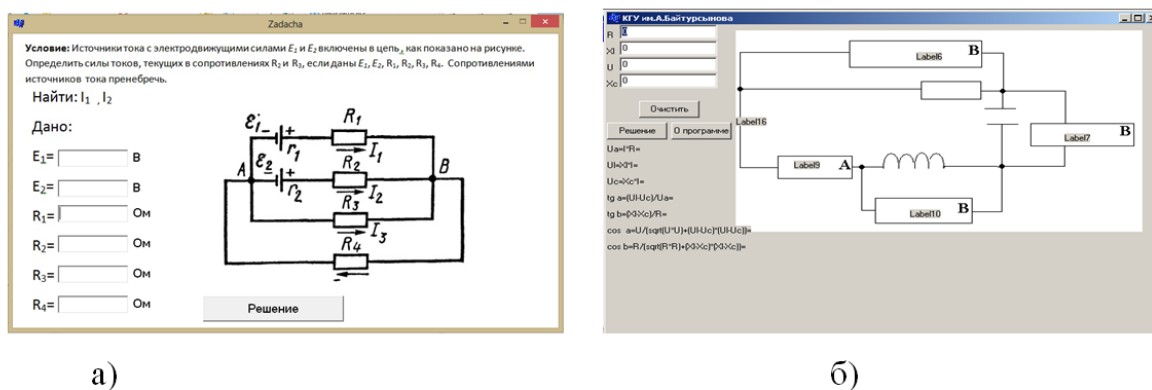 Zadacha
Условие: Источники тока с электродвижущими силами E1 и E2 включены в цепь, как показано на рисунке.
Определить силы токов, текущих в сопротивлениях R2 и R3, если даны E1, E2, R1, R2, R3, R4. Сопротивлениями
источников тока пренебречь.
Найти: I1 , I2
Дано:
E1= В
E2= В
R1= Ом
R2= Ом
R3= Ом
R4= Ом
ℰ1 - + r1 R1 I1
A ℰ2 - + r2 R2 I2 B
R3 I3
R4
Решение
а)
КГУ им.А.Байтурсынова
R 0
Xl 0
U 0
Xc 0
Очистить
Решение О программе
Ua=I*R=
Ul=Xl*I=
Uc=Xc*I=
tg a=(Ul-Uc)/Ua=
tg b=(Xl-Xc)/R=
cos a=U/(sqrt(U*U)+(Ul-Uc)*(Ul-Uc))=
cos b=R/(sqrt(R*R)+(Xl-Xc)*(Xl-Xc))=
Label6 B
Label16
Label7 B
Label9 A
Label10 B
б)